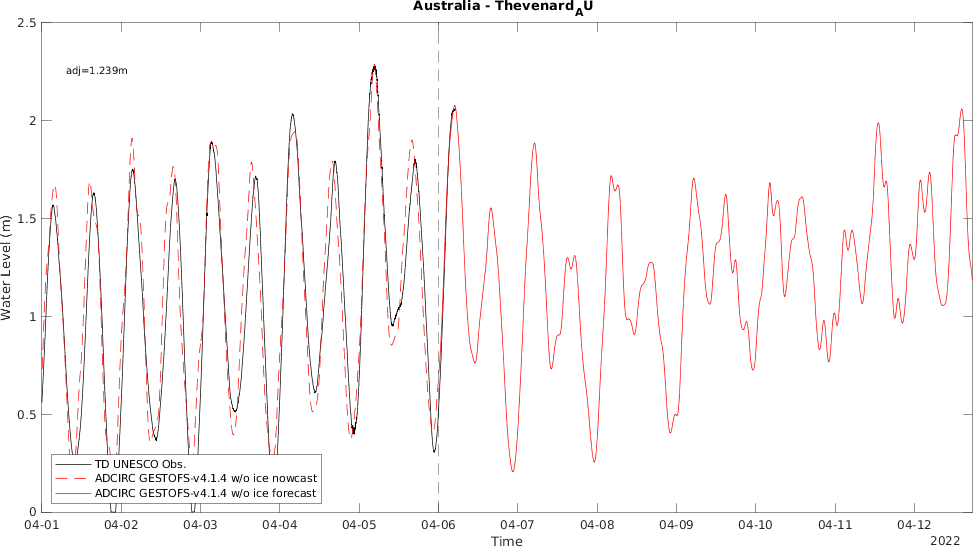 Australia - Thevenard_AU
2.5
adj=1.239m
2
1.5
Water Level (m)
1
0.5
TD UNESCO Obs.
ADCIRC GESTOFS-v4.1.4 w/o ice nowcast
ADCIRC GESTOFS-v4.1.4 w/o ice forecast
0
04-01 04-02 04-03 04-04 04-05 04-06 04-07 04-08 04-09 04-10 04-11 04-12
Time
2022